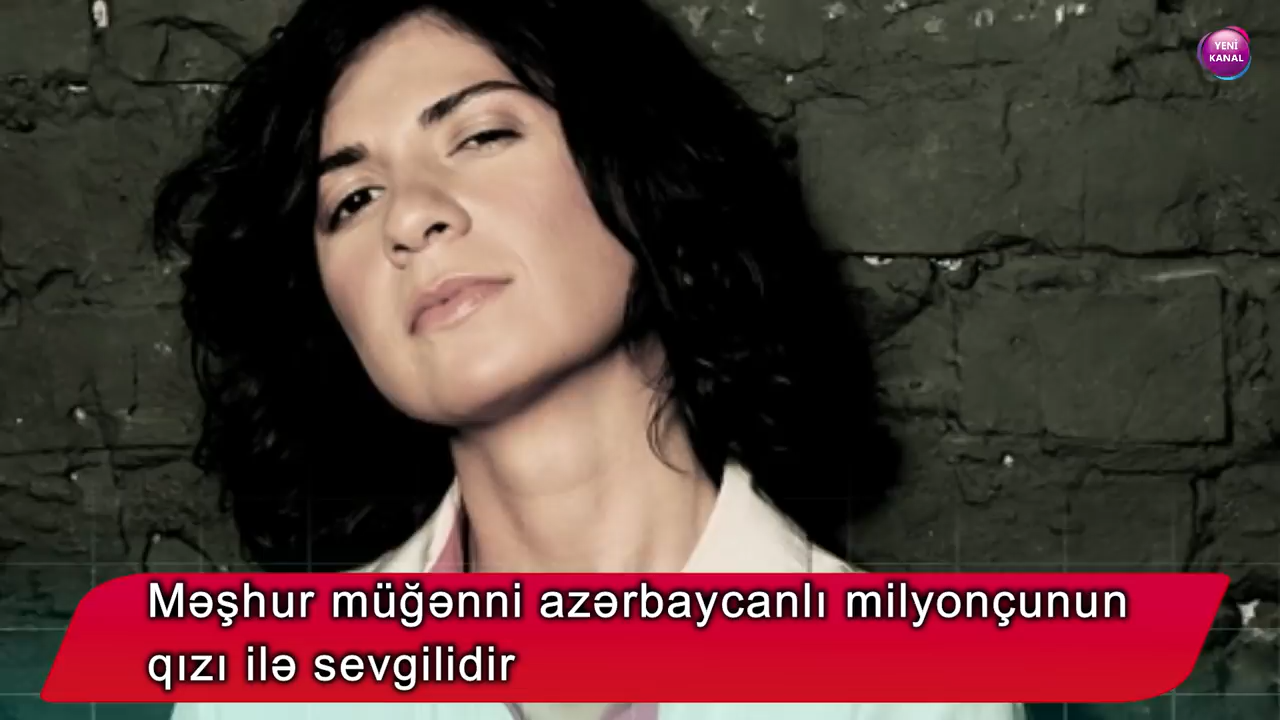 YENİ
KANAL
Məşhur müğənni azərbaycanlı milyonçunun
qızı ilə sevgilidir